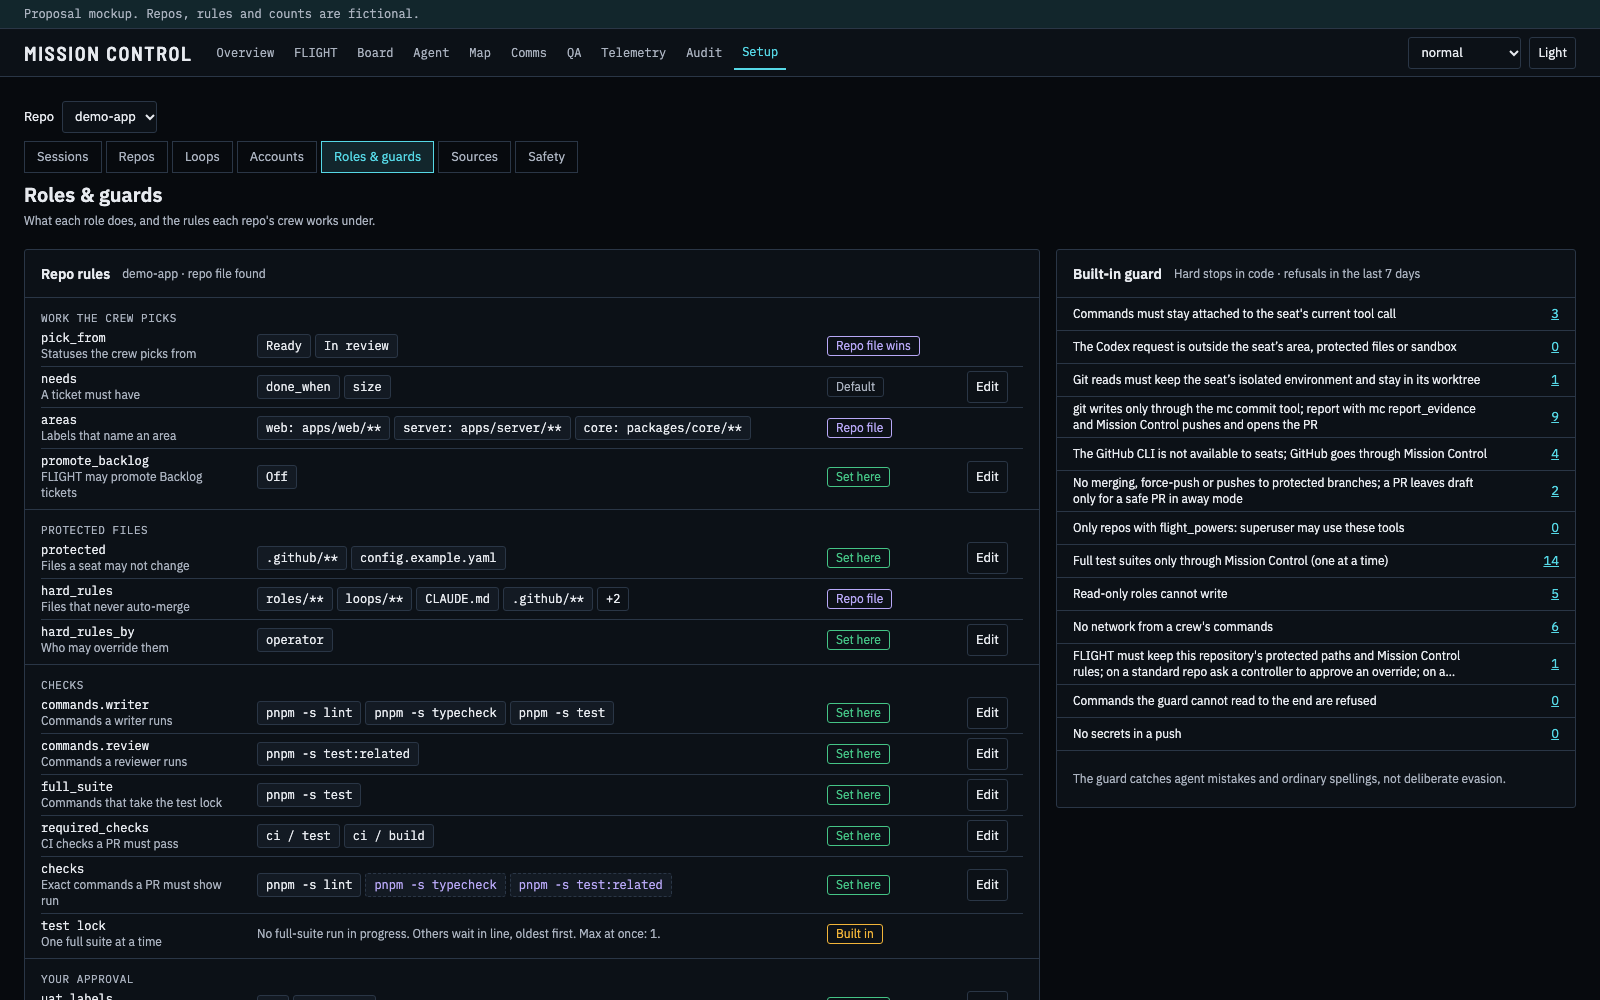 Proposal mockup. Repos, rules and counts are fictional.
MISSION CONTROL Overview FLIGHT Board Agent Map Comms QA Telemetry Audit Setup normal Light
Repo demo-app
Sessions Repos Loops Accounts Roles & guards Sources Safety
Roles & guards
What each role does, and the rules each repo's crew works under.
Repo rules demo-app · repo file found
WORK THE CREW PICKS
pick_from
Statuses the crew picks from
Ready In review Repo file wins
needs
A ticket must have
done_when size Default Edit
areas
Labels that name an area
web: apps/web/** server: apps/server/** core: packages/core/** Repo file
promote_backlog
FLIGHT may promote Backlog
tickets
Off Set here Edit
PROTECTED FILES
protected
Files a seat may not change
.github/** config.example.yaml Set here Edit
hard_rules
Files that never auto-merge
roles/** loops/** CLAUDE.md .github/** +2 Repo file
hard_rules_by
Who may override them
operator Set here Edit
CHECKS
commands.writer
Commands a writer runs
pnpm -s lint pnpm -s typecheck pnpm -s test Set here Edit
commands.review
Commands a reviewer runs
pnpm -s test:related Set here Edit
full_suite
Commands that take the test lock
pnpm -s test Set here Edit
required_checks
CI checks a PR must pass
ci / test ci / build Set here Edit
checks
Exact commands a PR must show
run
pnpm -s lint pnpm -s typecheck pnpm -s test:related Set here Edit
test lock
One full suite at a time
No full-suite run in progress. Others wait in line, oldest first. Max at once: 1. Built in
YOUR APPROVAL
uat_labels
Built-in guard Hard stops in code · refusals in the last 7 days
Commands must stay attached to the seat's current tool call 3
The Codex request is outside the seat’s area, protected files or sandbox 0
Git reads must keep the seat’s isolated environment and stay in its worktree 1
git writes only through the mc commit tool; report with mc report_evidence
and Mission Control pushes and opens the PR 9
The GitHub CLI is not available to seats; GitHub goes through Mission Control 4
No merging, force-push or pushes to protected branches; a PR leaves draft
only for a safe PR in away mode 2
Only repos with flight_powers: superuser may use these tools 0
Full test suites only through Mission Control (one at a time) 14
Read-only roles cannot write 5
No network from a crew's commands 6
FLIGHT must keep this repository's protected paths and Mission Control
rules; on a standard repo ask a controller to approve an override; on a... 1
Commands the guard cannot read to the end are refused 0
No secrets in a push 0
The guard catches agent mistakes and ordinary spellings, not deliberate evasion.